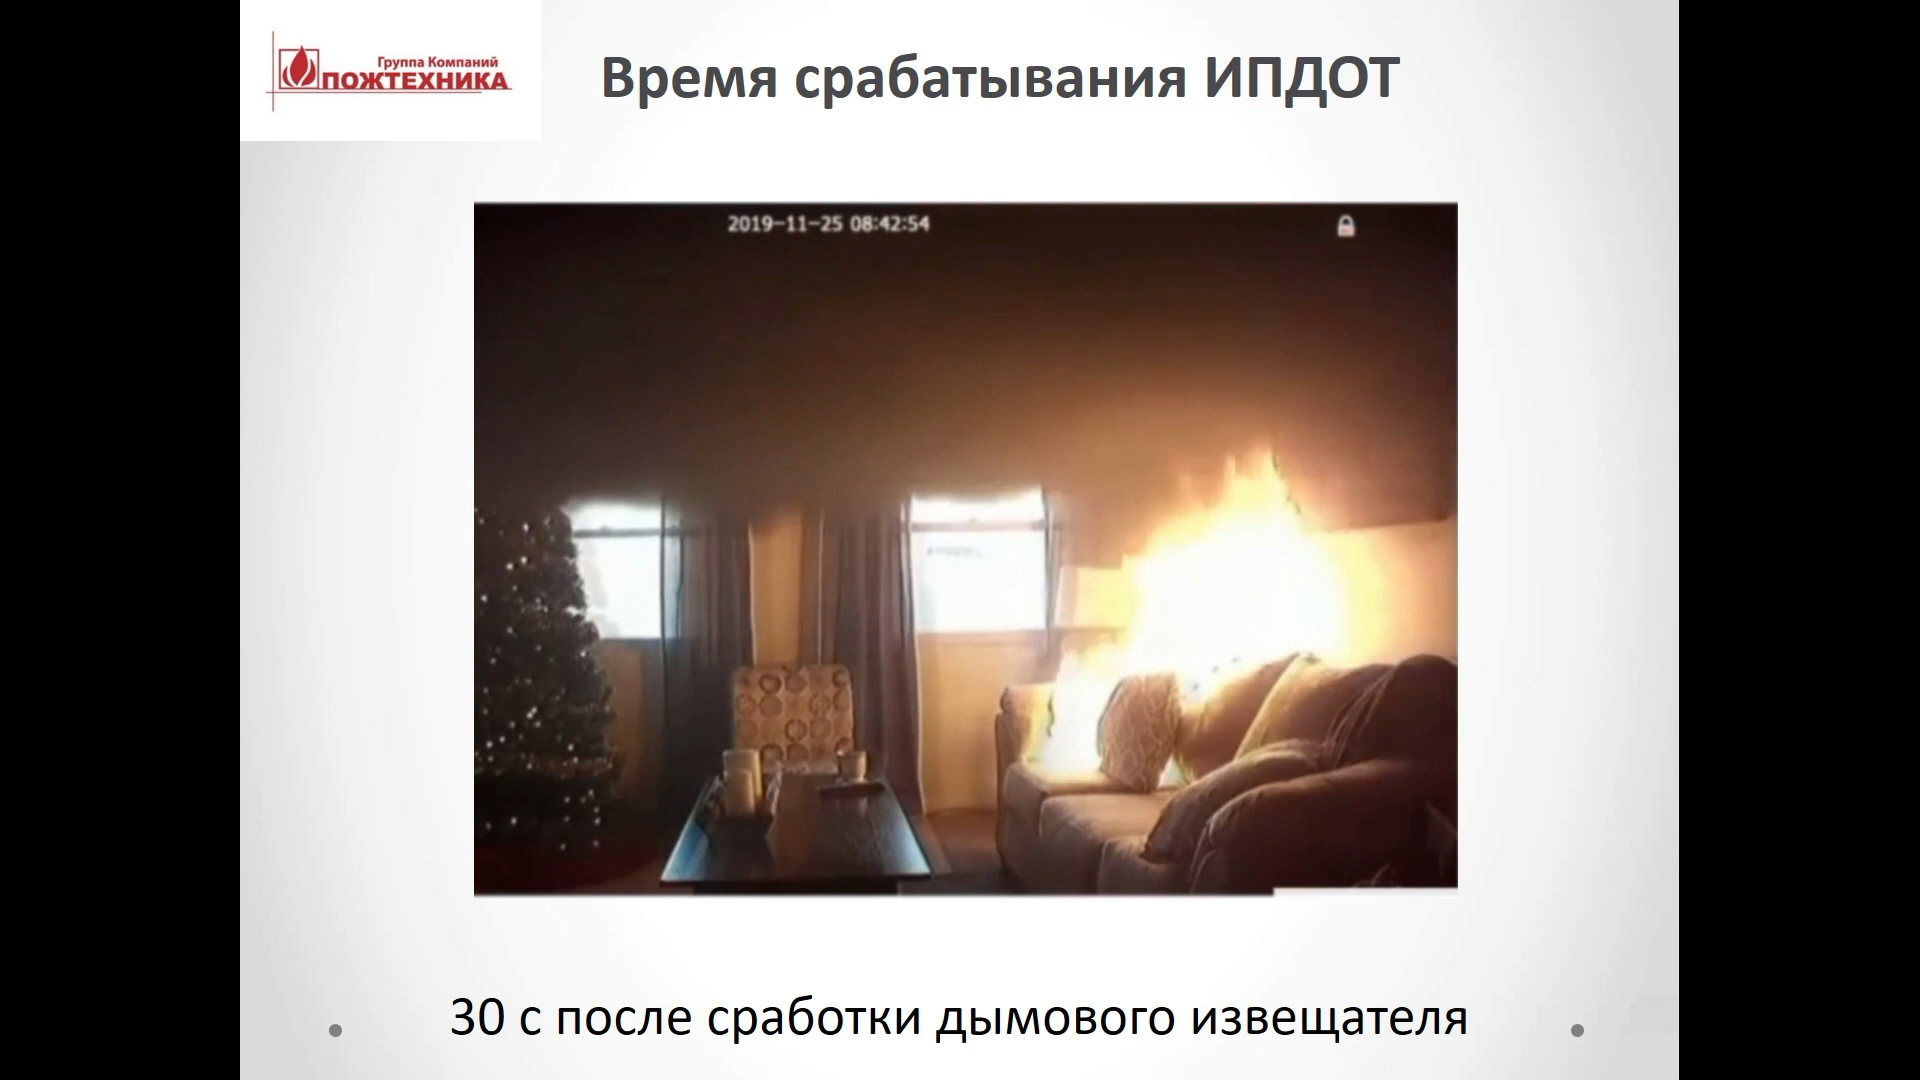 Группа Компаний
ПОЖТЕХНИКА
Время срабатывания ИПДОТ
2019-11-25 08:42:54
30 с после сработки дымового извещателя